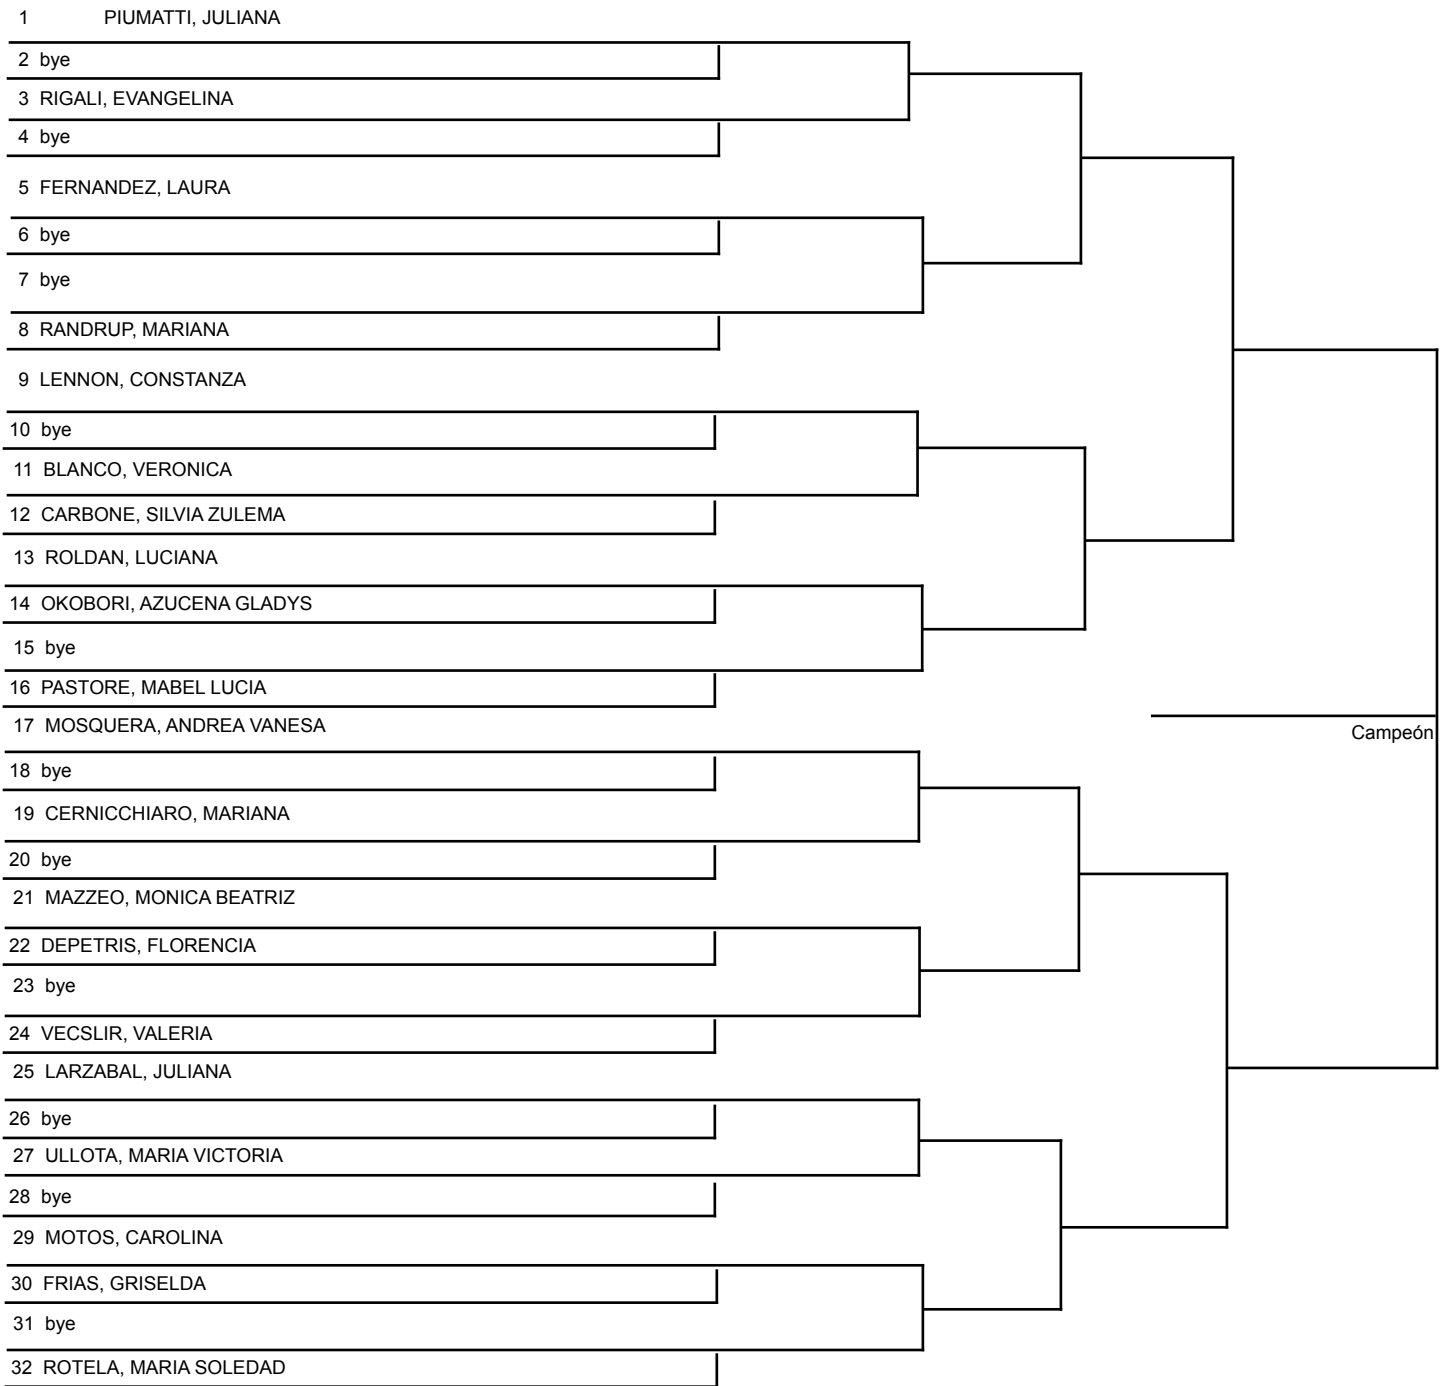 1 PIUMATTI, JULIANA
2 bye
3 RIGALI, EVANGELINA
4 bye
5 FERNANDEZ, LAURA
6 bye
7 bye
8 RANDRUP, MARIANA
9 LENNON, CONSTANZA
10 bye
11 BLANCO, VERONICA
12 CARBONE, SILVIA ZULEMA
13 ROLDAN, LUCIANA
14 OKOBORI, AZUCENA GLADYS
15 bye
16 PASTORE, MABEL LUCIA
17 MOSQUERA, ANDREA VANESA
Campeón
18 bye
19 CERNICCHIARO, MARIANA
20 bye
21 MAZZEO, MONICA BEATRIZ
22 DEPETRIS, FLORENCIA
23 bye
24 VECSLIR, VALERIA
25 LARZABAL, JULIANA
26 bye
27 ULLOTA, MARIA VICTORIA
28 bye
29 MOTOS, CAROLINA
30 FRIAS, GRISELDA
31 bye
32 ROTELA, MARIA SOLEDAD